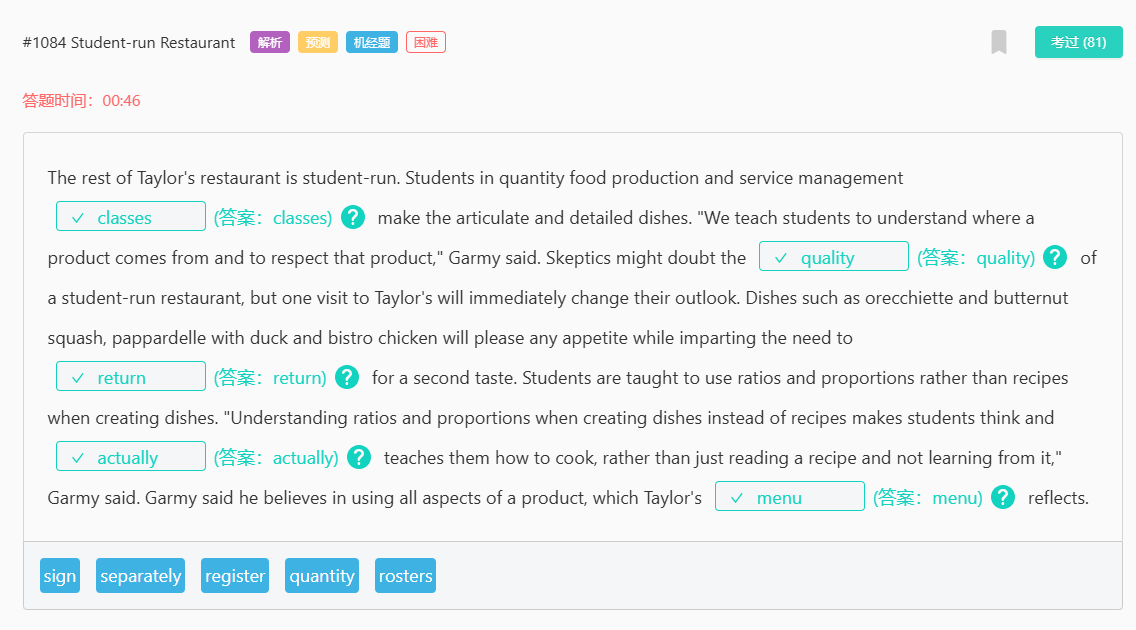 #1084 Student-run Restaurant 解析 预测 机经题 困难 考过 (81)
答题时间：00:46
The rest of Taylor's restaurant is student-run. Students in quantity food production and service management
✓ classes (答案：classes) ? make the articulate and detailed dishes. "We teach students to understand where a
product comes from and to respect that product," Garmy said. Skeptics might doubt the ✓ quality (答案：quality) ? of
a student-run restaurant, but one visit to Taylor's will immediately change their outlook. Dishes such as orecchiette and butternut
squash, pappardelle with duck and bistro chicken will please any appetite while imparting the need to
✓ return (答案：return) ? for a second taste. Students are taught to use ratios and proportions rather than recipes
when creating dishes. "Understanding ratios and proportions when creating dishes instead of recipes makes students think and
✓ actually (答案：actually) ? teaches them how to cook, rather than just reading a recipe and not learning from it,"
Garmy said. Garmy said he believes in using all aspects of a product, which Taylor's ✓ menu (答案：menu) ? reflects.
sign separately register quantity rosters